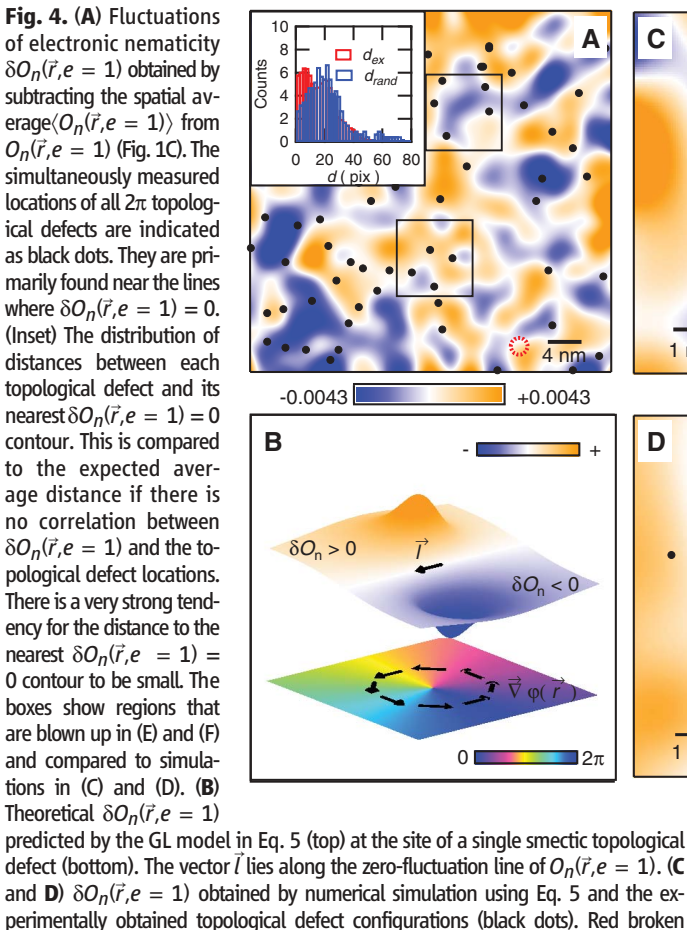 Fig. 4. (A) Fluctuations
of electronic nematicity
δOₙ(r⃗,e = 1) obtained by
subtracting the spatial av-
erage⟨Oₙ(r⃗,e = 1)⟩ from
Oₙ(r⃗,e = 1) (Fig. 1C). The
simultaneously measured
locations of all 2π topolog-
ical defects are indicated
as black dots. They are pri-
marily found near the lines
where δOₙ(r⃗,e = 1) = 0.
(Inset) The distribution of
distances between each
topological defect and its
nearest δOₙ(r⃗,e = 1) = 0
contour. This is compared
to the expected aver-
age distance if there is
no correlation between
δOₙ(r⃗,e = 1) and the to-
pological defect locations.
There is a very strong tend-
ency for the distance to the
nearest δOₙ(r⃗,e = 1) =
0 contour to be small. The
boxes show regions that
are blown up in (E) and (F)
and compared to simula-
tions in (C) and (D). (B)
Theoretical δOₙ(r⃗,e = 1)
predicted by the GL model in Eq. 5 (top) at the site of a single smectic topological
defect (bottom). The vector l⃗ lies along the zero-fluctuation line of Oₙ(r⃗,e = 1). (C
and D) δOₙ(r⃗,e = 1) obtained by numerical simulation using Eq. 5 and the ex-
perimentally obtained topological defect configurations (black dots). Red broken
A
10
8
6
4
2
0
Counts
d_ex
d_rand
0 20 40 60 80
d ( pix )
4 nm
-0.0043 +0.0043
B
- +
δOₙ > 0
l⃗
δOₙ < 0
∇⃗ φ( r⃗ )
0 2π
C
1 n
D
1